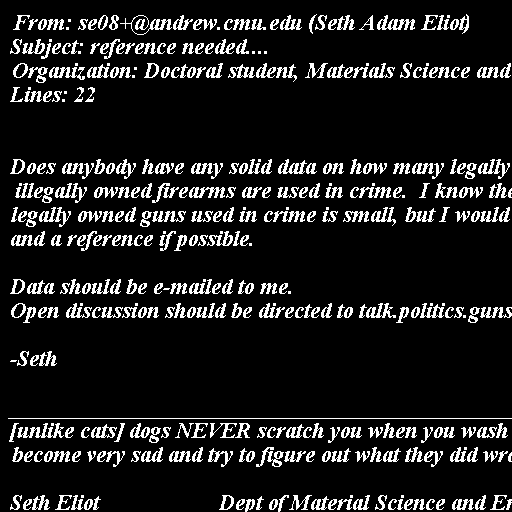 From: se08+@andrew.cmu.edu (Seth Adam Eliot)
Subject: reference needed....
Organization: Doctoral student, Materials Science and
Lines: 22
Does anybody have any solid data on how many legally
illegally owned firearms are used in crime. I know the
legally owned guns used in crime is small, but I would
and a reference if possible.
Data should be e-mailed to me.
Open discussion should be directed to talk.politics.guns
-Seth
[unlike cats] dogs NEVER scratch you when you wash
become very sad and try to figure out what they did
Seth Eliot Dept of Material Science and